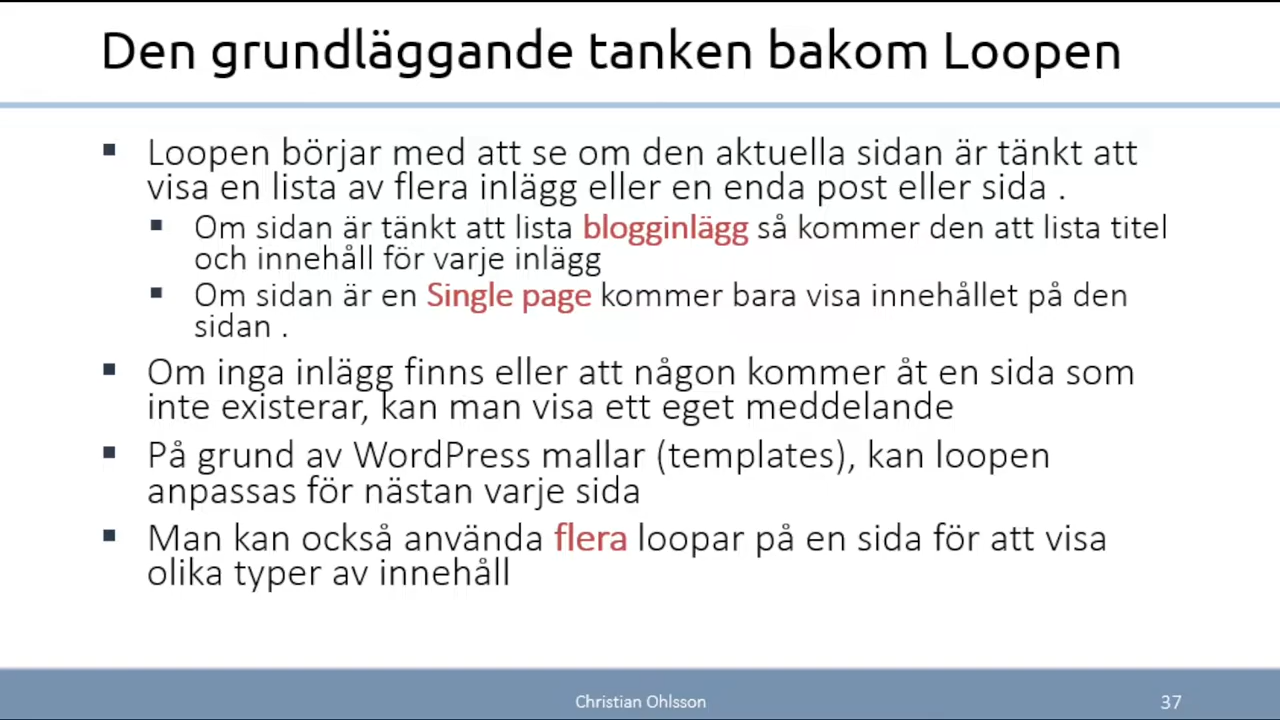 Den grundläggande tanken bakom Loopen
▪ Loopen börjar med att se om den aktuella sidan är tänkt att
visa en lista av flera inlägg eller en enda post eller sida .
▪ Om sidan är tänkt att lista blogginlägg så kommer den att lista titel
och innehåll för varje inlägg
▪ Om sidan är en Single page kommer bara visa innehållet på den
sidan .
▪ Om inga inlägg finns eller att någon kommer åt en sida som
inte existerar, kan man visa ett eget meddelande
▪ På grund av WordPress mallar (templates), kan loopen
anpassas för nästan varje sida
▪ Man kan också använda flera loopar på en sida för att visa
olika typer av innehåll
Christian Ohlsson
37